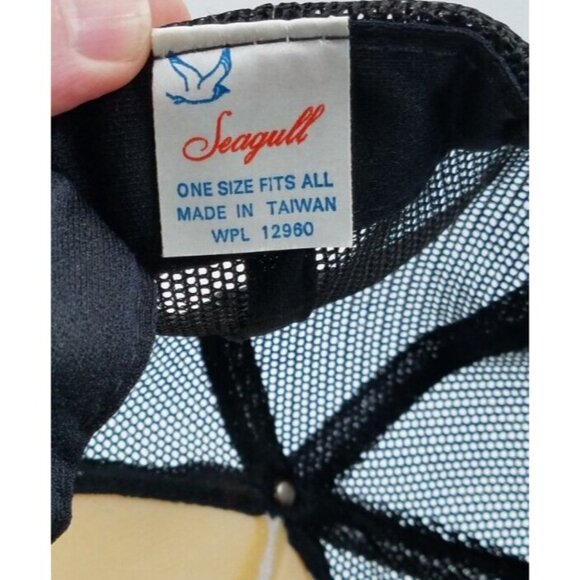 Seagull
ONE SIZE FITS ALL
MADE IN TAIWAN
WPL 12960